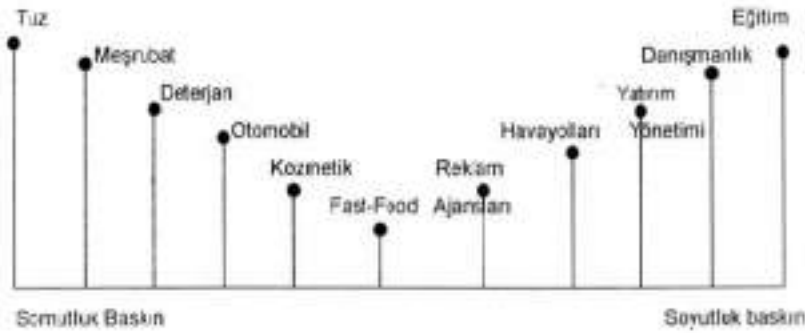 Tuz
Meşrubat
Deterjan
Otomobil
Kozmetik
Fast-Food
Reklam
Ajansları
Havayolları
Yatırım
Yönetimi
Danışmanlık
Eğitim
Somutluk Baskın
Soyutluk baskın